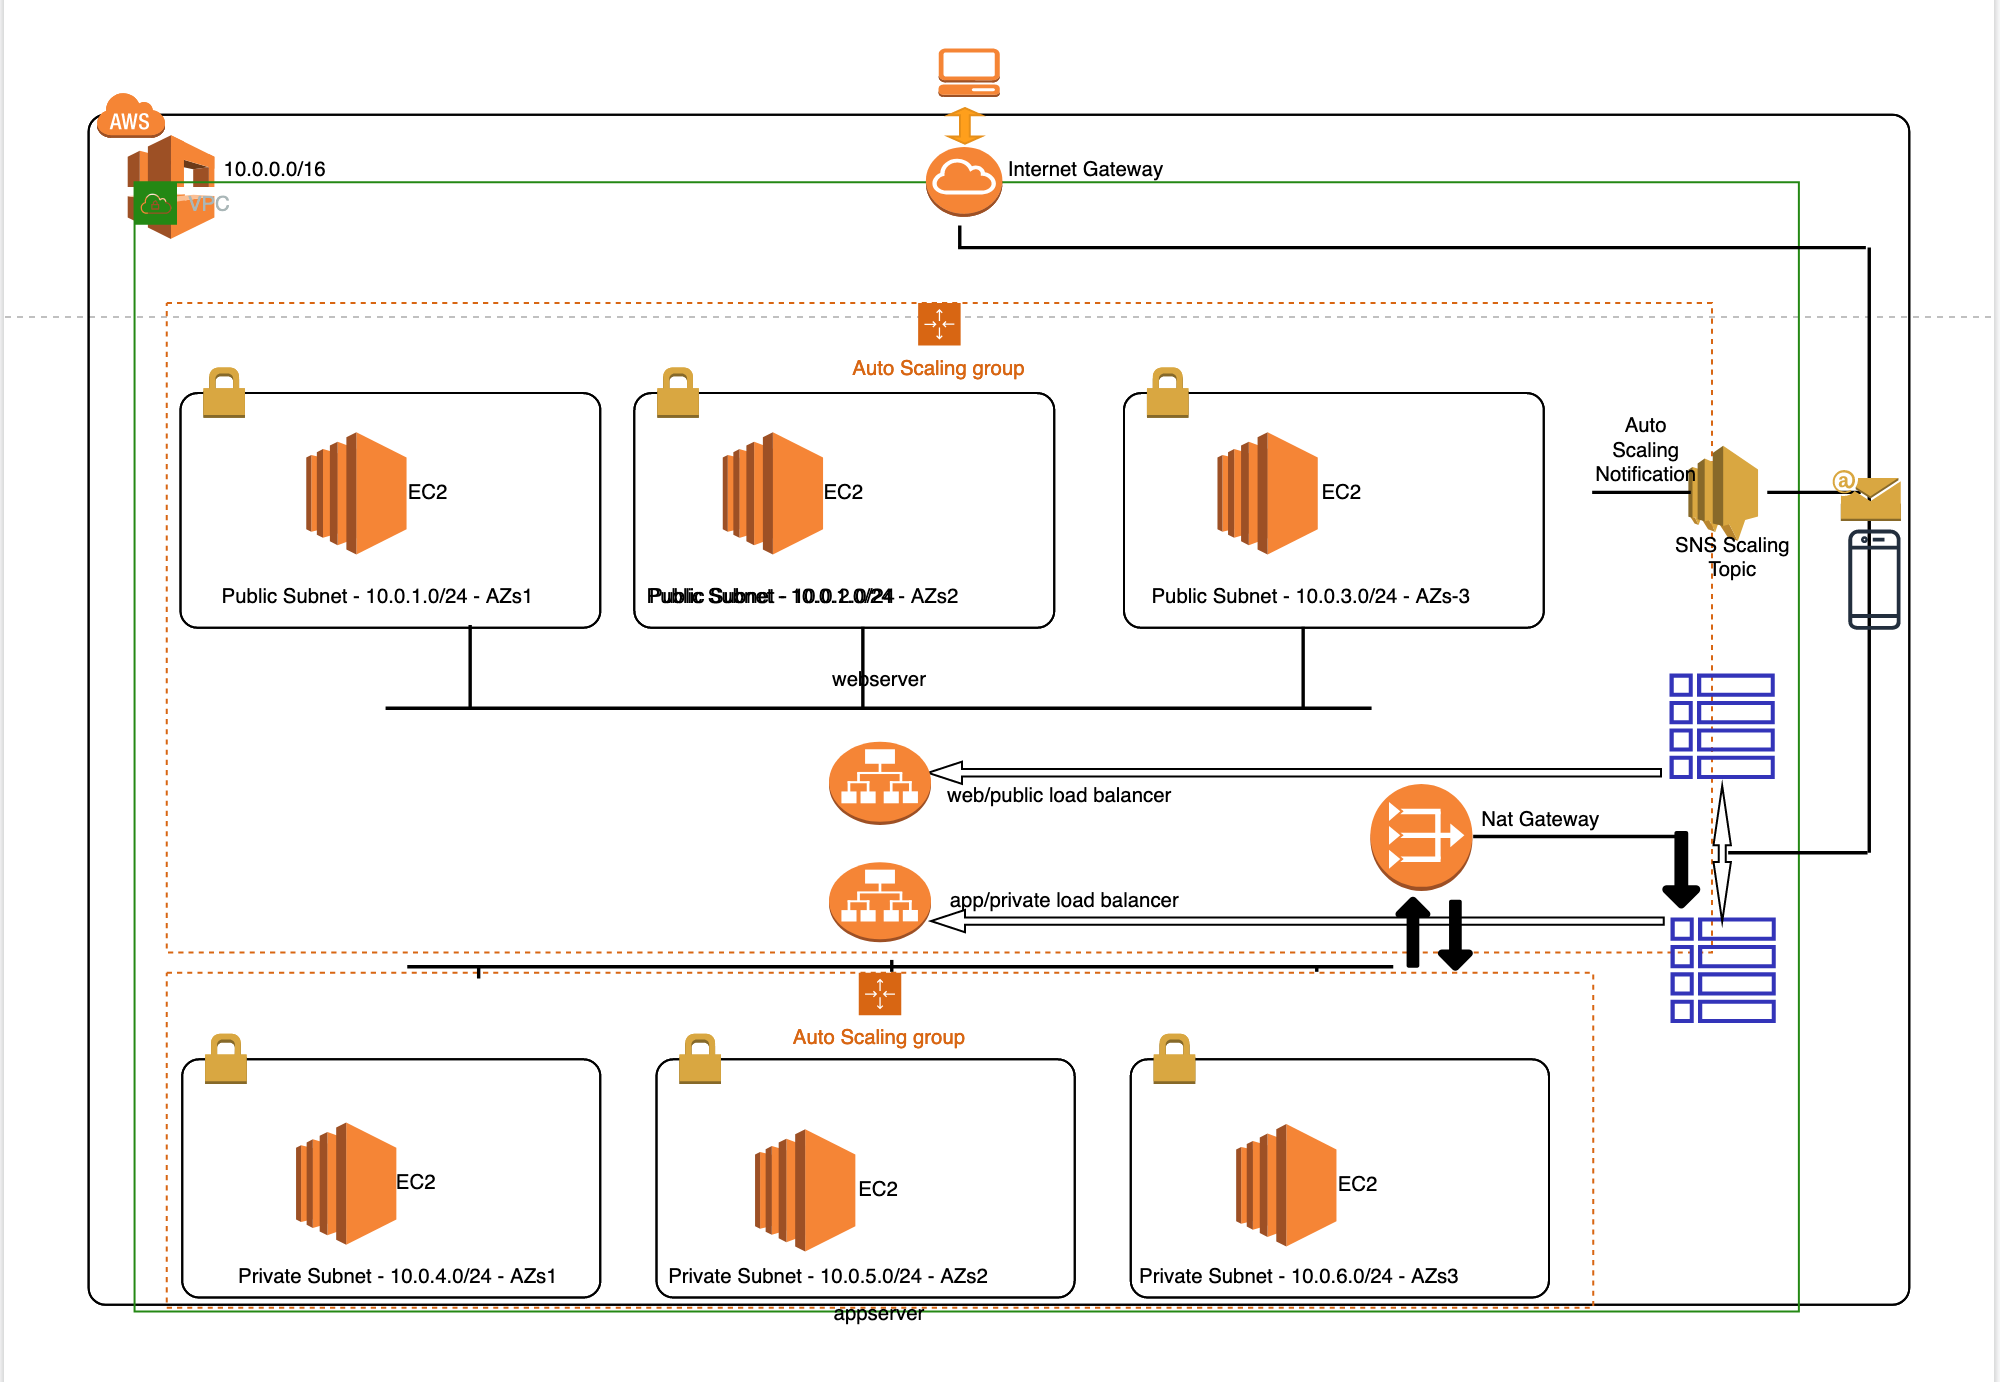 AWS
10.0.0.0/16
VPC
Internet Gateway
Auto Scaling group
EC2
EC2
EC2
Auto
Scaling
Notification
@
SNS Scaling
Topic
Public Subnet - 10.0.1.0/24 - AZs1
Public Subnet - 10.0.2.0/24 - AZs2
Public Subnet - 10.0.3.0/24 - AZs-3
webserver
web/public load balancer
Nat Gateway
app/private load balancer
Auto Scaling group
EC2
EC2
EC2
Private Subnet - 10.0.4.0/24 - AZs1
Private Subnet - 10.0.5.0/24 - AZs2
Private Subnet - 10.0.6.0/24 - AZs3
appserver